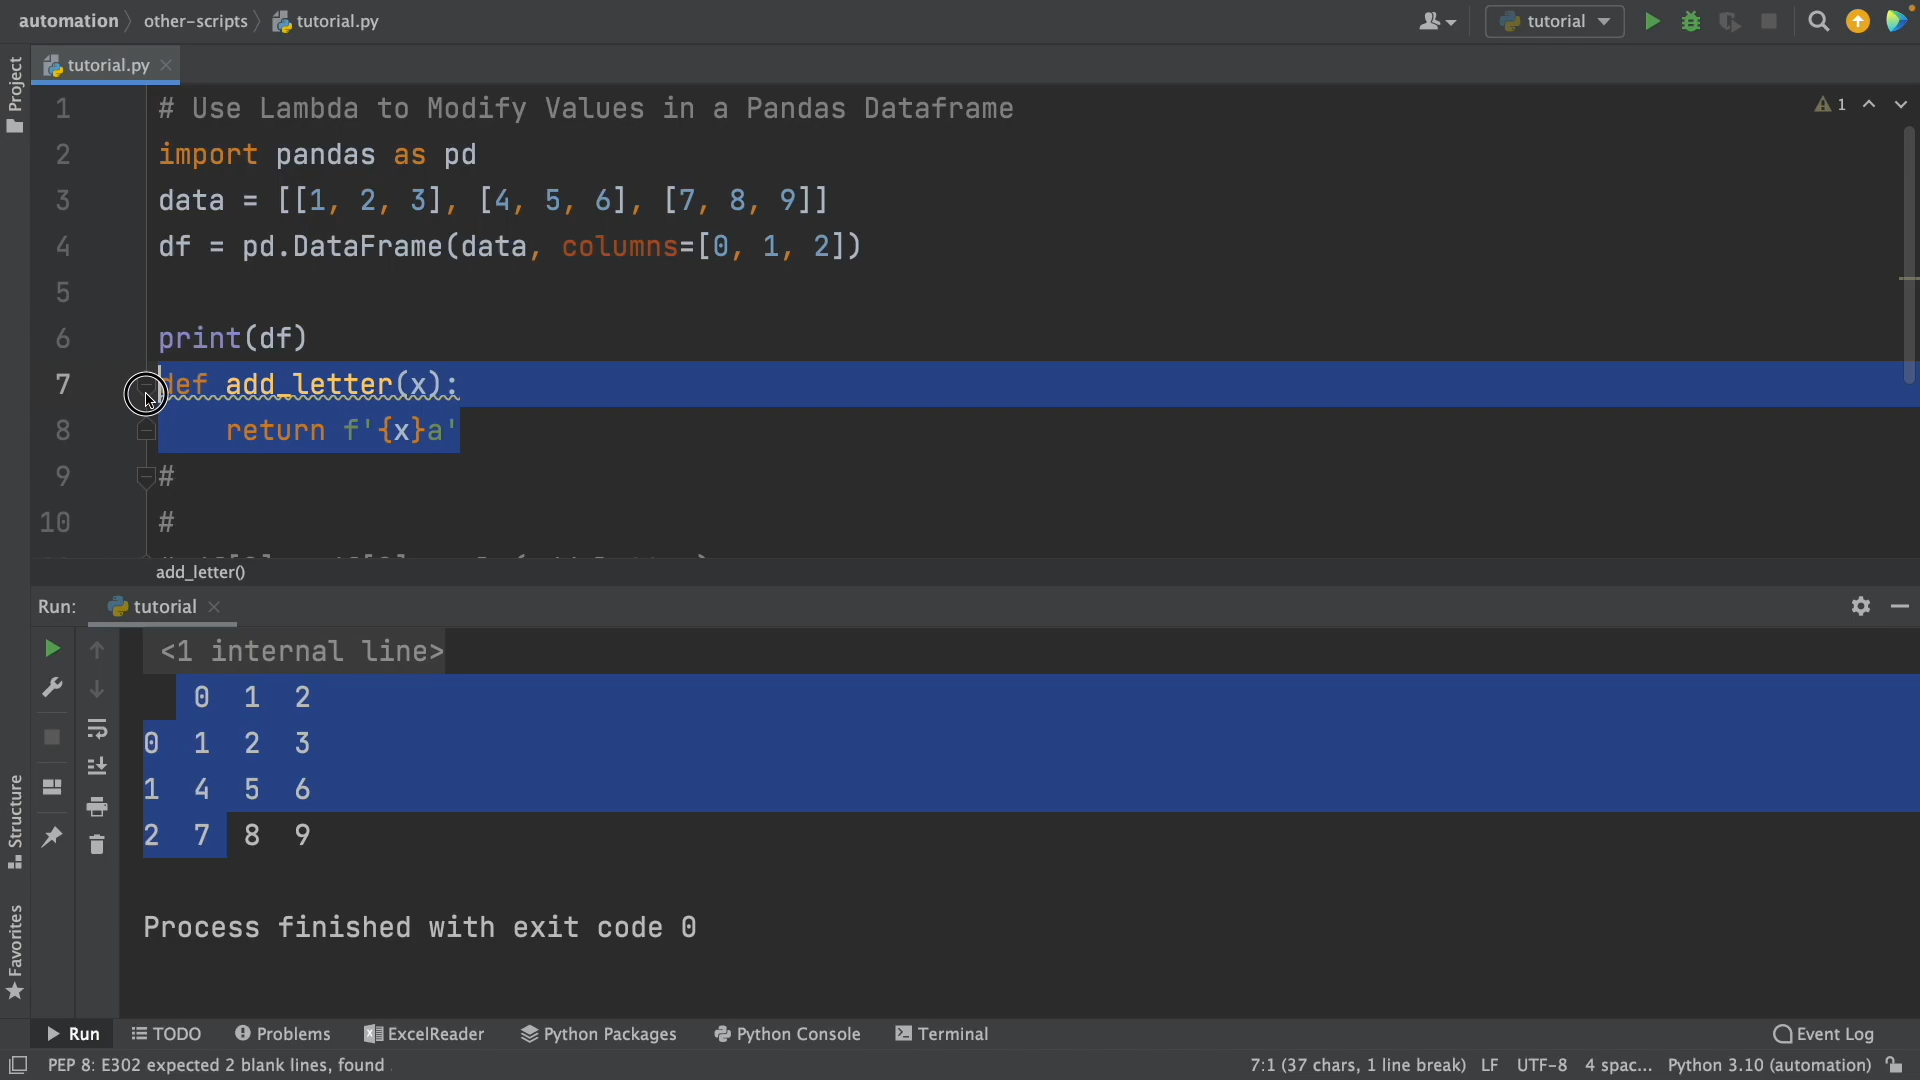 automation
other-scripts
tutorial.py
tutorial
Project
tutorial.py
1 # Use Lambda to Modify Values in a Pandas Dataframe
1
2 import pandas as pd
3 data = [[1, 2, 3], [4, 5, 6], [7, 8, 9]]
4 df = pd.DataFrame(data, columns=[0, 1, 2])
5
6 print(df)
7 def add_letter(x):
8 return f'{x}a'
9 #
10 #
add_letter()
Run:
tutorial
<1 internal line>
0 1 2
0 1 2 3
1 4 5 6
2 7 8 9
Process finished with exit code 0
Structure
Favorites
Run
TODO
Problems
ExcelReader
Python Packages
Python Console
Terminal
Event Log
PEP 8: E302 expected 2 blank lines, found
7:1 (37 chars, 1 line break)
LF
UTF-8
4 spac...
Python 3.10 (automation)